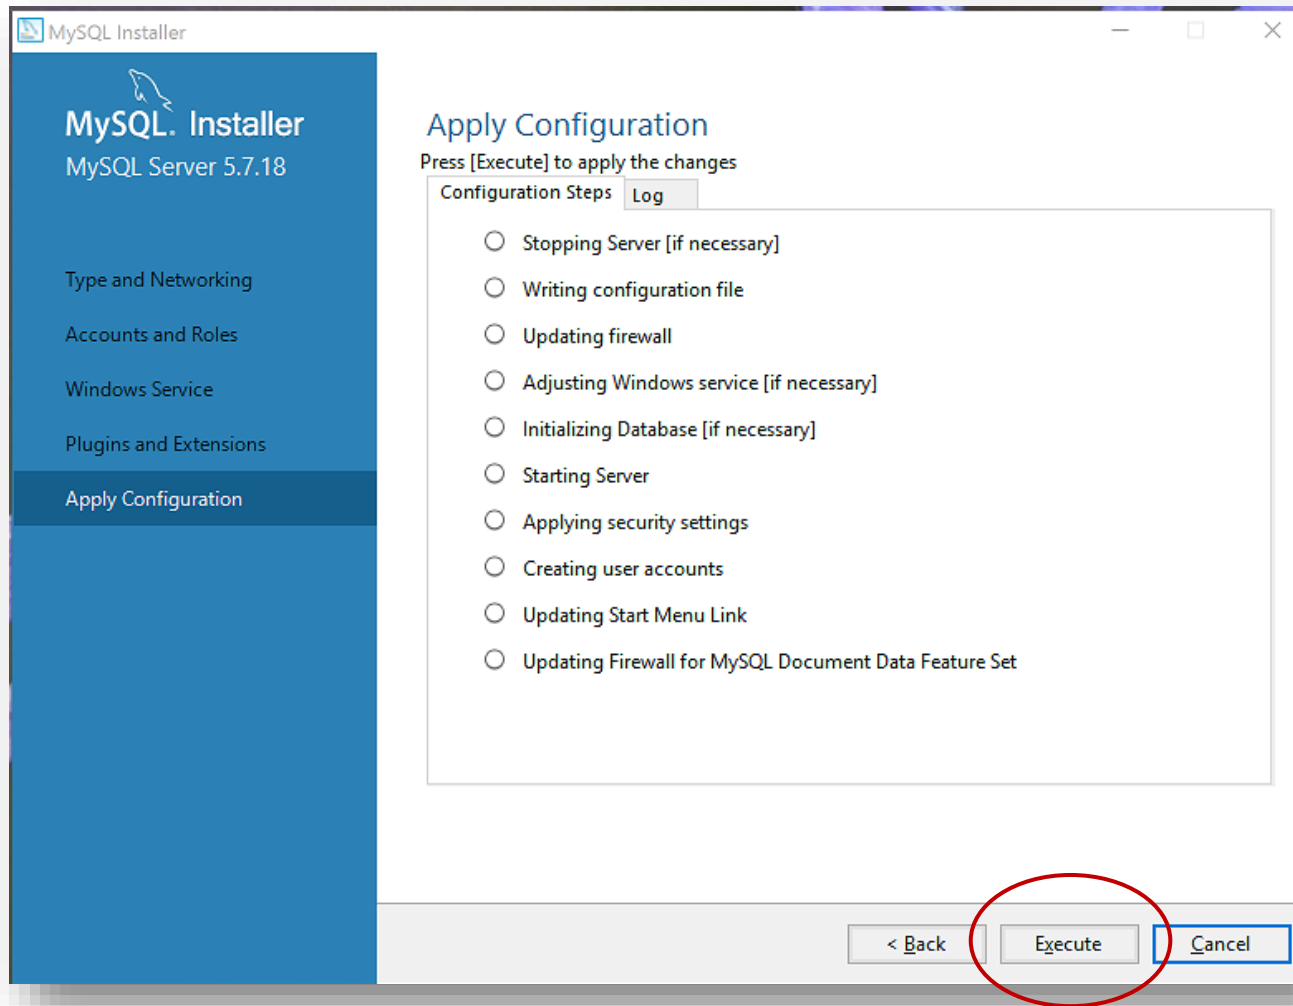 MySQL Installer
MySQL. Installer
MySQL Server 5.7.18
Type and Networking
Accounts and Roles
Windows Service
Plugins and Extensions
Apply Configuration
Apply Configuration
Press [Execute] to apply the changes
Configuration Steps
Log
Stopping Server [if necessary]
Writing configuration file
Updating firewall
Adjusting Windows service [if necessary]
Initializing Database [if necessary]
Starting Server
Applying security settings
Creating user accounts
Updating Start Menu Link
Updating Firewall for MySQL Document Data Feature Set
< Back
Execute
Cancel